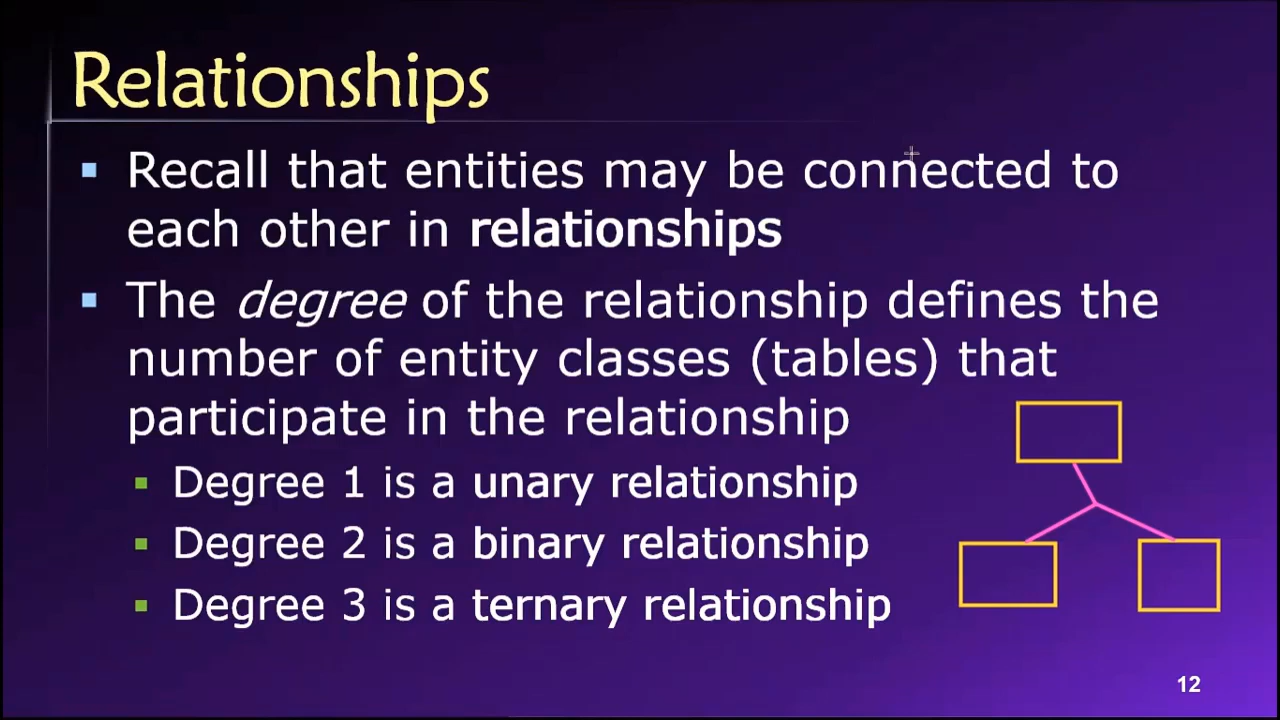 Relationships
Recall that entities may be connected to
each other in relationships
The degree of the relationship defines the
number of entity classes (tables) that
participate in the relationship
Degree 1 is a unary relationship
Degree 2 is a binary relationship
Degree 3 is a ternary relationship
12